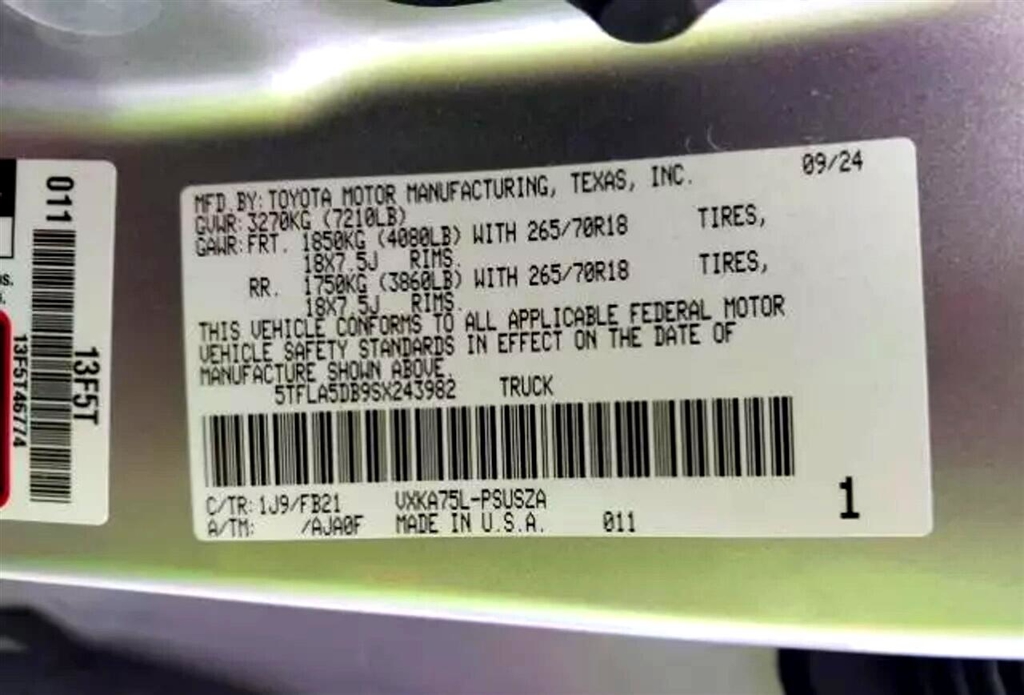 MFD.BY:TOYOTA MOTOR MANUFACTURING, TEXAS, INC. 09/24
GVWR:3270KG (7210LB)
GAWR:FRT. 1850KG (4080LB) WITH 265/70R18 TIRES,
18X7.5J RIMS.
RR. 1750KG (3860LB) WITH 265/70R18 TIRES,
18X7.5J RIMS.
THIS VEHICLE CONFORMS TO ALL APPLICABLE FEDERAL MOTOR
VEHICLE SAFETY STANDARDS IN EFFECT ON THE DATE OF
MANUFACTURE SHOWN ABOVE.
5TFLA5DB9SX243982 TRUCK
C/TR:1J9/FB21 VXKA75L-PSUSZA
A/TM: /AJA0F MADE IN U.S.A. 011
1
011
13F5T
13F5T46774